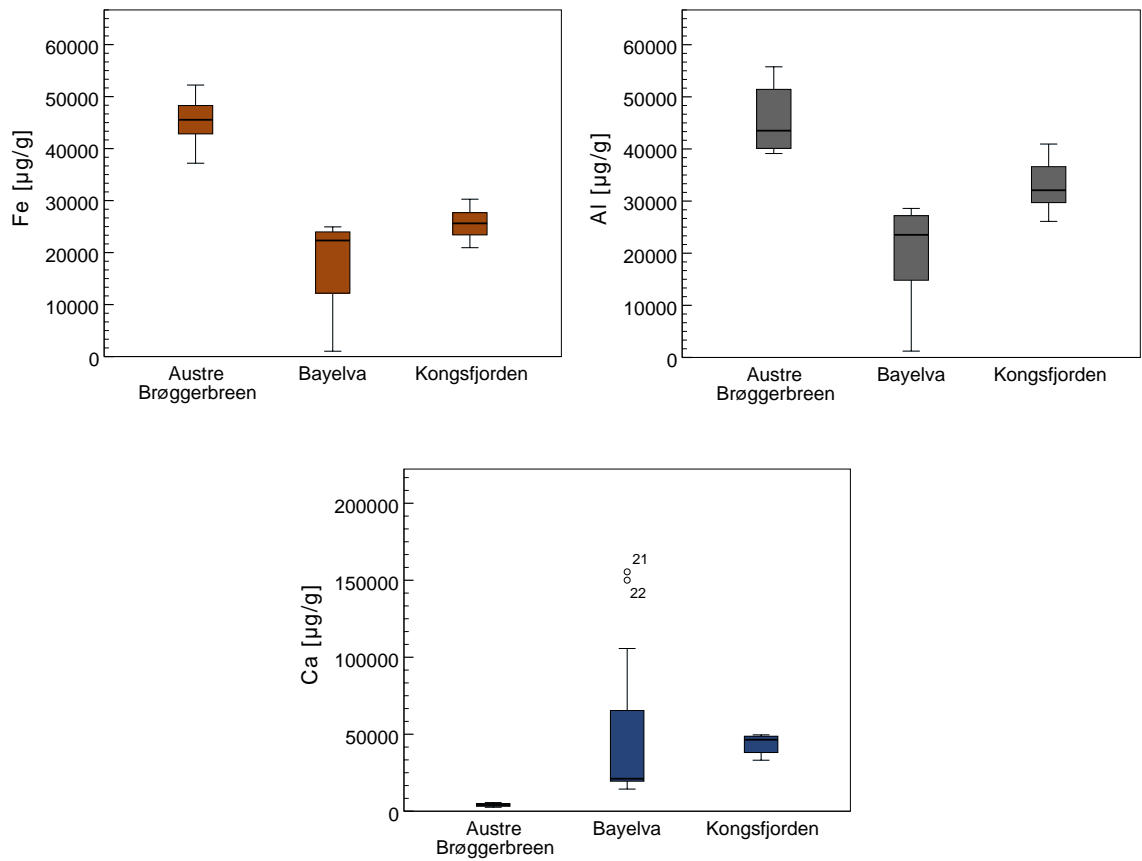 Fe [µg/g]
60000
50000
40000
30000
20000
10000
0
Austre
Brøggerbreen
Bayelva
Kongsfjorden
Al [µg/g]
60000
50000
40000
30000
20000
10000
0
Austre
Brøggerbreen
Bayelva
Kongsfjorden
Ca [µg/g]
200000
150000
100000
50000
0
21
22
Austre
Brøggerbreen
Bayelva
Kongsfjorden